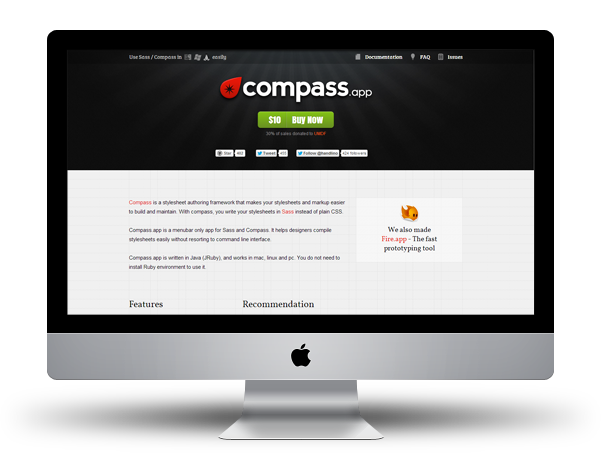 Use Sass / Compass in easily
Documentation FAQ Issues
compass.app
$10 Buy Now
30% of sales donated to UMDF
Star
Tweet
Follow @handlino
Compass is a stylesheet authoring framework that makes your stylesheets and markup easier
to build and maintain. With compass, you write your stylesheets in Sass instead of plain CSS.
Compass.app is a menubar only app for Sass and Compass. It helps designers compile
stylesheets easily without resorting to command line interface.
Compass.app is written in Java (JRuby), and works in mac, linux and pc. You do not need to
install Ruby environment to use it.
We also made
Fire.app - The fast
prototyping tool
Features
Recommendation